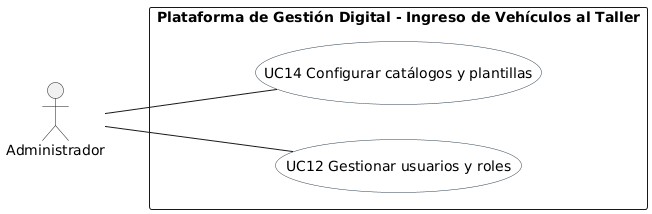 Plataforma de Gestión Digital - Ingreso de Vehículos al Taller
UC14 Configurar catálogos y plantillas
Administrador
UC12 Gestionar usuarios y roles